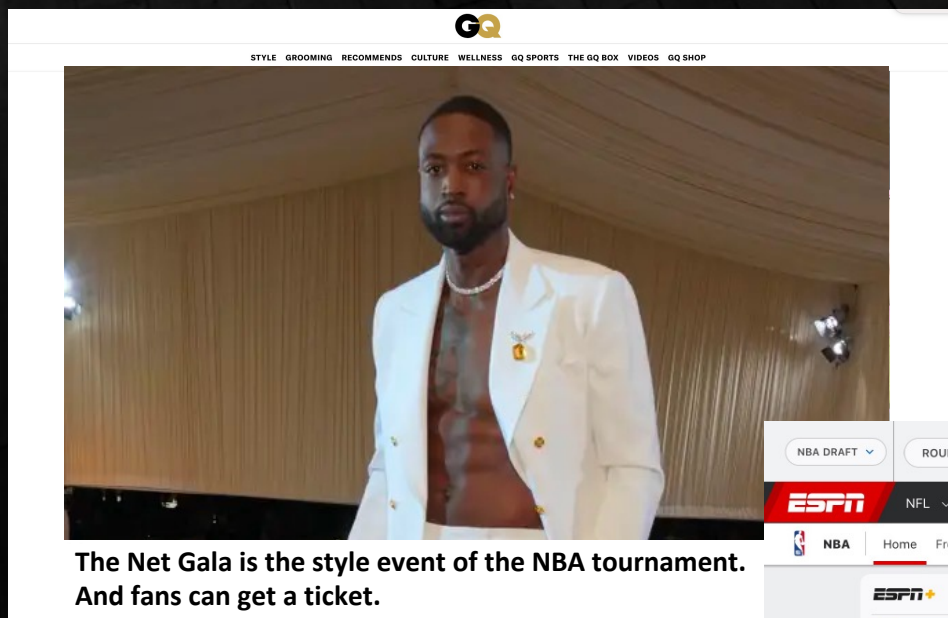 GQ
STYLE GROOMING RECOMMENDS CULTURE WELLNESS GQ SPORTS THE GQ BOX VIDEOS GQ SHOP
The Net Gala is the style event of the NBA tournament.
And fans can get a ticket.
NBA DRAFT
ESPN NFL
NBA Home
ESPN+